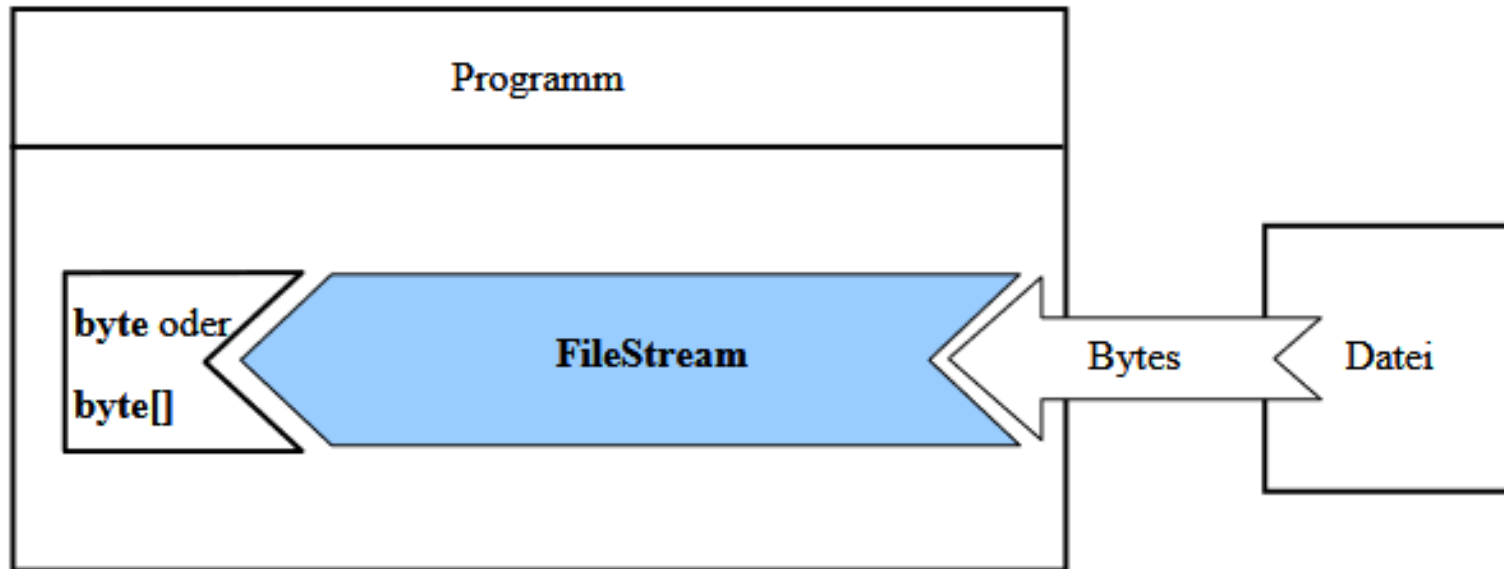 Programm
byte oder
byte[]
FileStream
Bytes
Datei